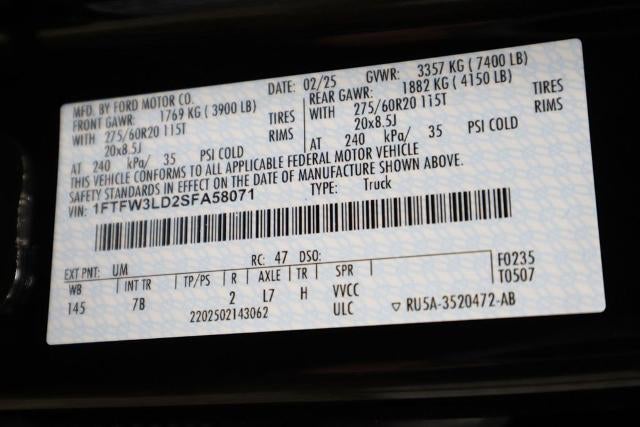 MFD. BY FORD MOTOR CO. DATE: 02/25 GVWR: 3357 KG ( 7400 LB)
FRONT GAWR: 1769 KG ( 3900 LB) REAR GAWR: 1882 KG ( 4150 LB)
WITH 275/60R20 115T TIRES WITH 275/60R20 115T TIRES
20x8.5J RIMS 20x8.5J RIMS
AT 240 kPa/ 35 PSI COLD AT 240 kPa/ 35 PSI COLD
THIS VEHICLE CONFORMS TO ALL APPLICABLE FEDERAL MOTOR VEHICLE
SAFETY STANDARDS IN EFFECT ON THE DATE OF MANUFACTURE SHOWN ABOVE.
VIN: 1FTFW3LD2SFA58071 TYPE: Truck
EXT PNT: UM RC: 47 DSO: F0235
WB INT TR TP/PS R AXLE TR SPR T0507
145 7B 2 L7 H VVCC
2202502143062 ULC ▽ RU5A-3520472-AB